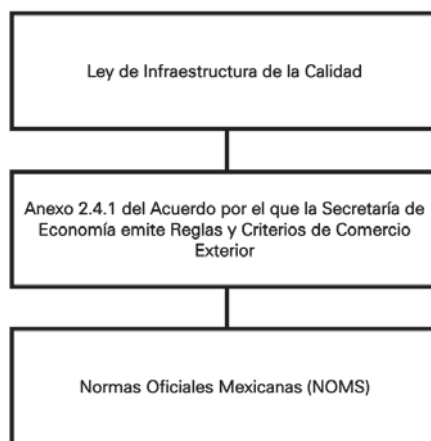 Ley de Infraestructura de la Calidad
Anexo 2.4.1 del Acuerdo por el que la Secretaría de
Economía emite Reglas y Criterios de Comercio
Exterior
Normas Oficiales Mexicanas (NOMS)